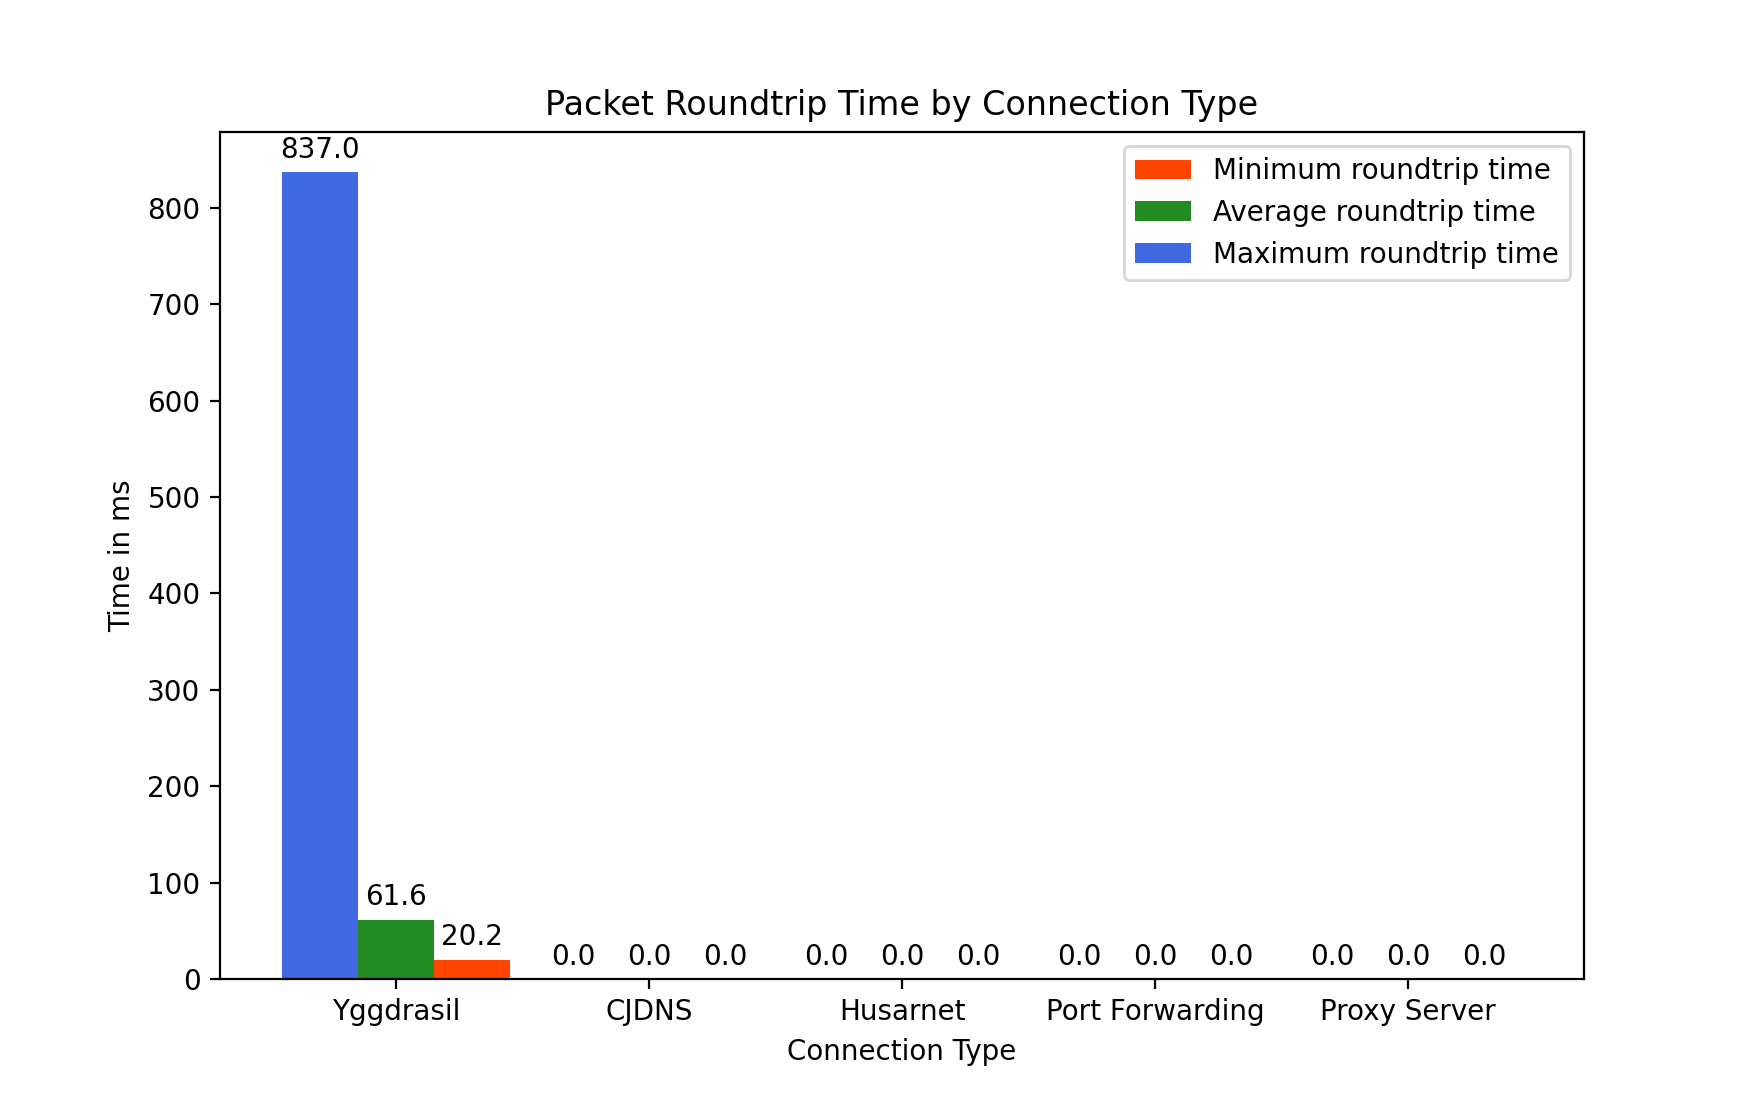 Packet Roundtrip Time by Connection Type
837.0
Minimum roundtrip time
Average roundtrip time
Maximum roundtrip time
800
700
600
500
400
300
200
100
0
Time in ms
61.6
20.2
0.0 0.0 0.0 0.0 0.0 0.0 0.0 0.0 0.0 0.0 0.0 0.0
Yggdrasil CJDNS Husarnet Port Forwarding Proxy Server
Connection Type